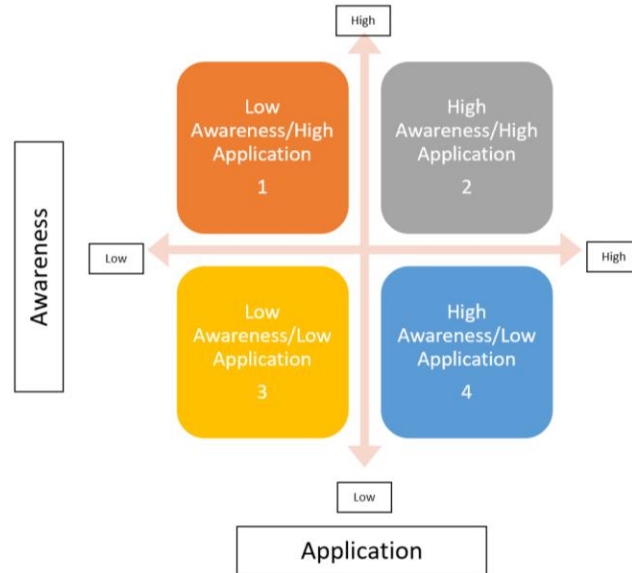 High
Low
Awareness/High
Application
1
High
Awareness/High
Application
2
Awareness
Low
High
Low
Awareness/Low
Application
3
High
Awareness/Low
Application
4
Low
Application